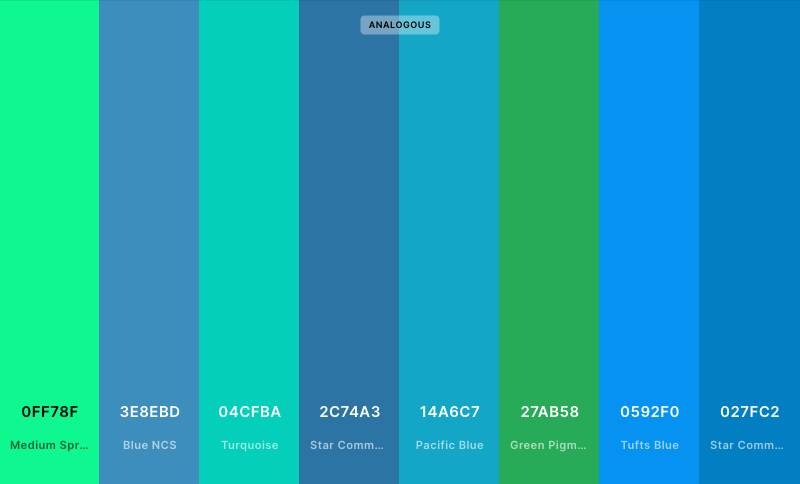 ANALOGOUS
0FF78F 3E8EBD 04CFBA 2C74A3 14A6C7 27AB58 0592F0 027FC2
Medium Spr... Blue NCS Turquoise Star Comm... Pacific Blue Green Pigm... Tufts Blue Star Comm...